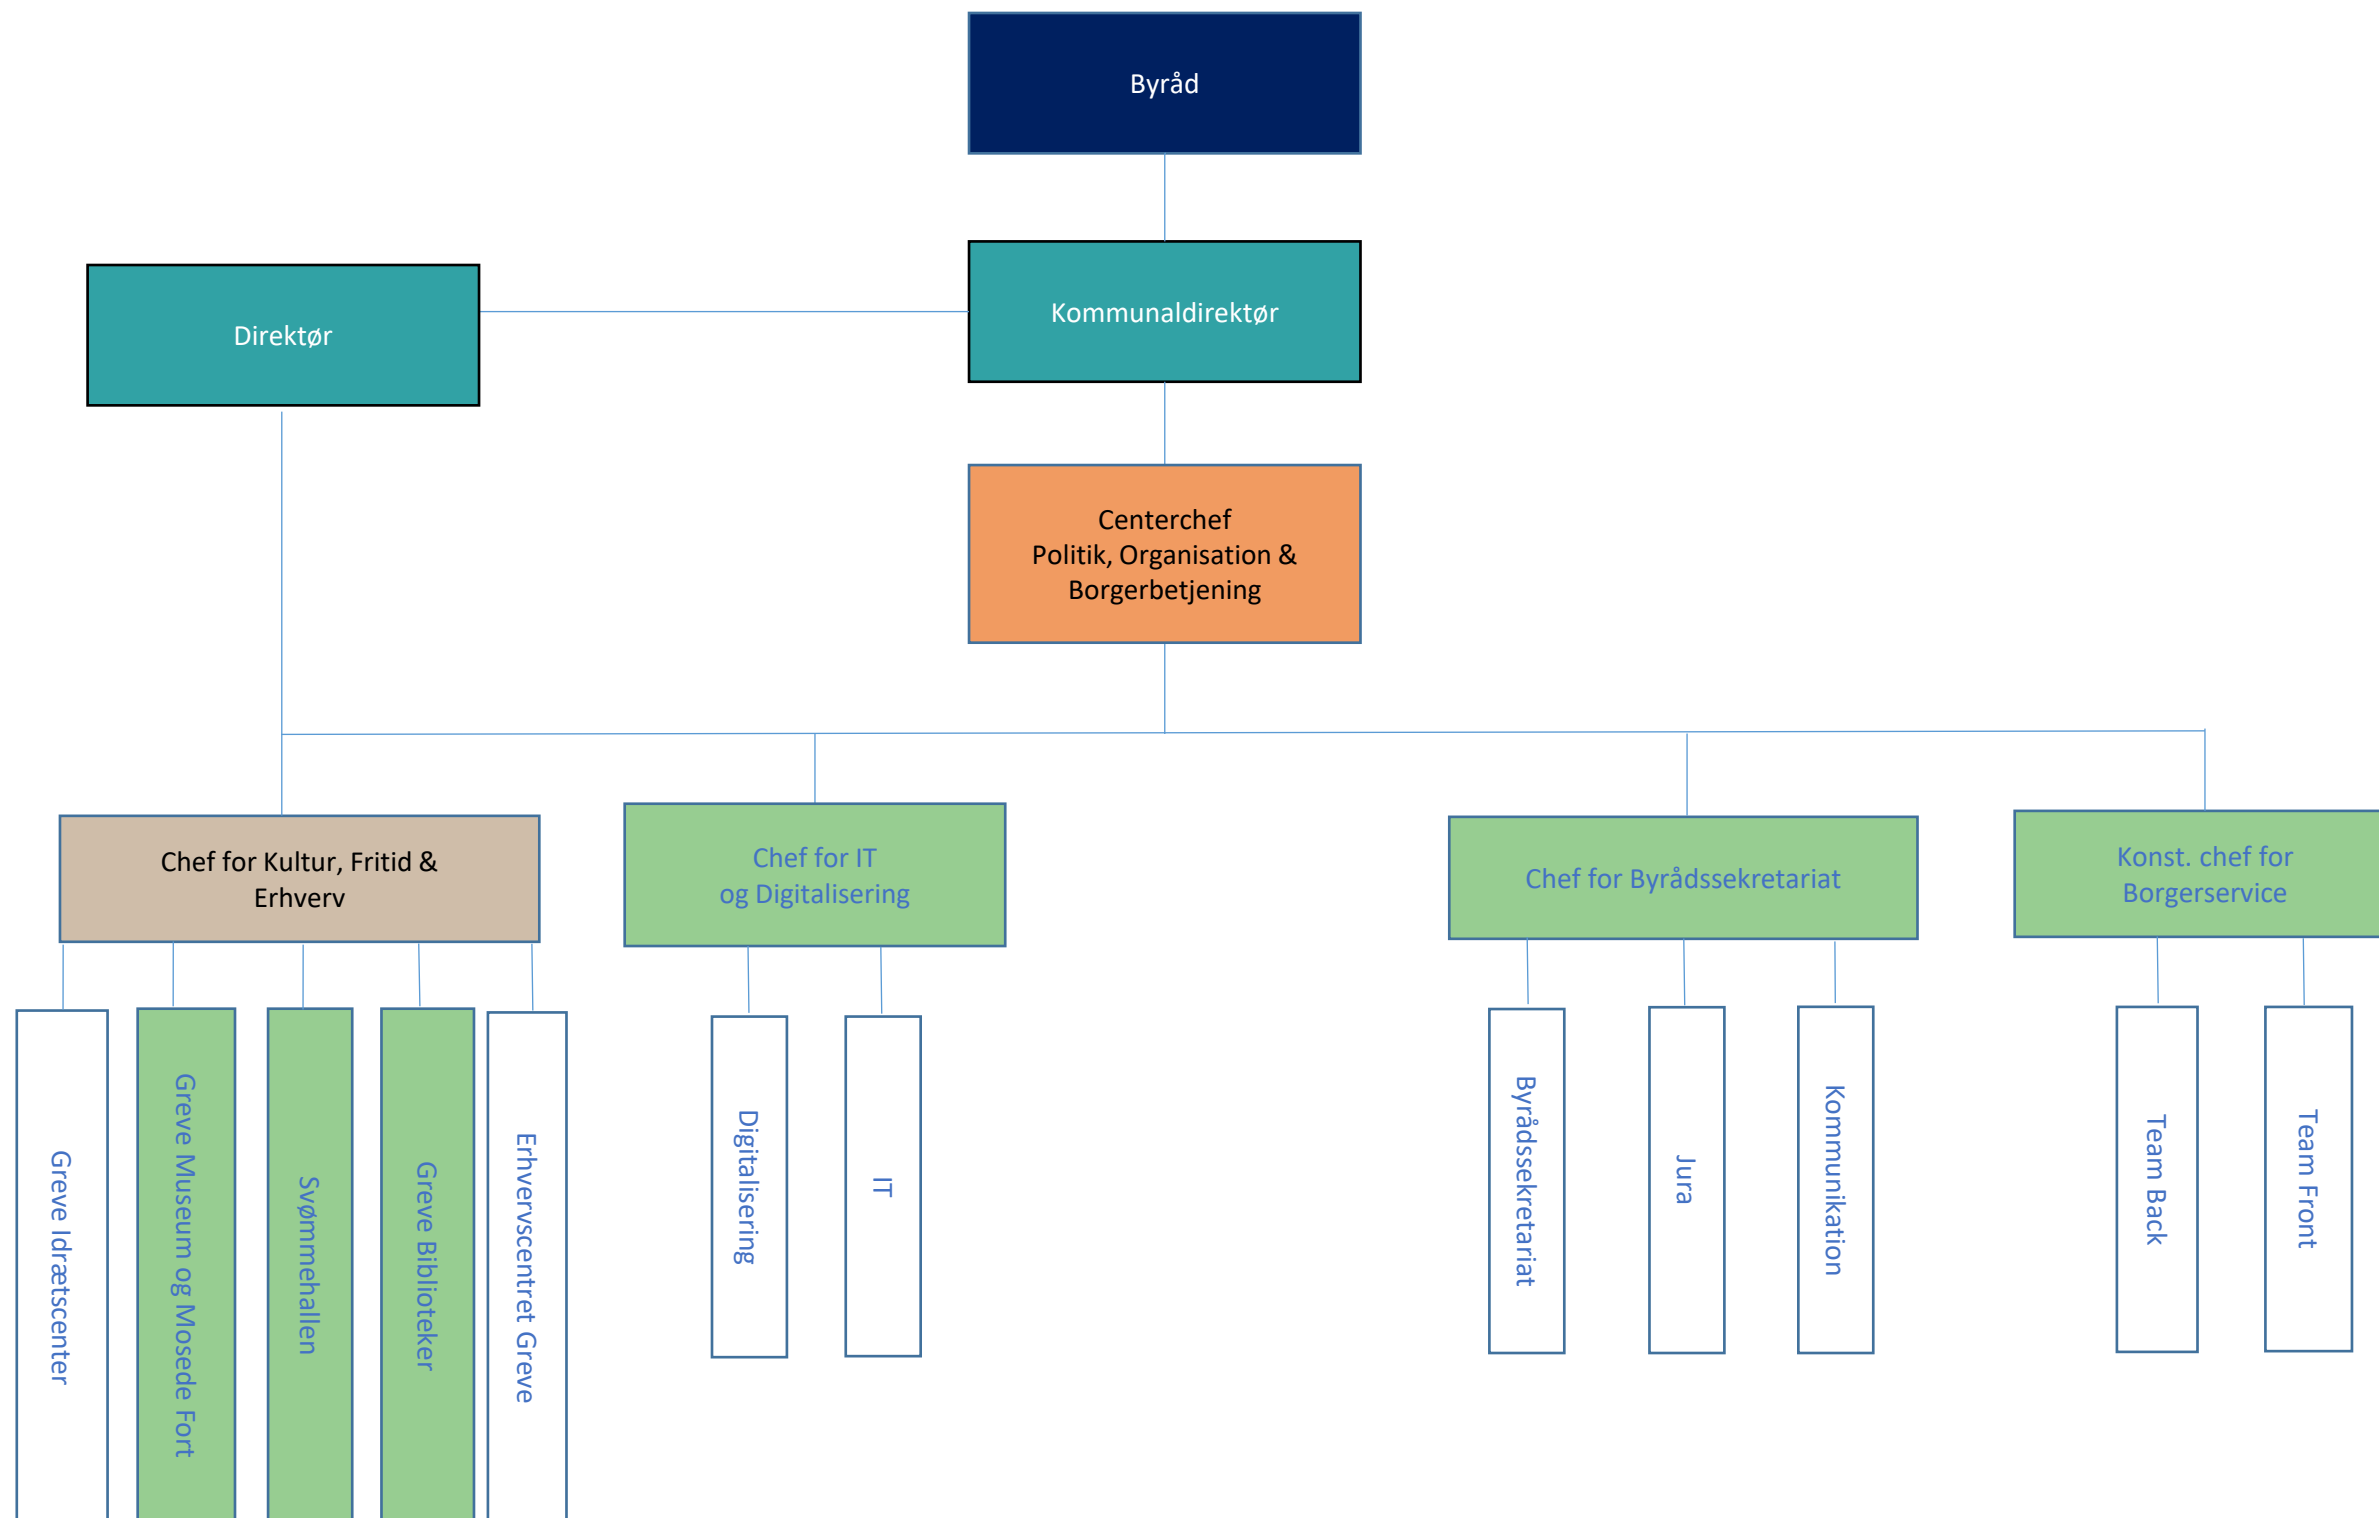 Byråd
Direktør
Kommunaldirektør
Centerchef
Politik, Organisation &
Borgerbetjening
Chef for Kultur, Fritid &
Erhverv
Chef for IT
og Digitalisering
Chef for Byrådssekretariat
Konst. chef for
Borgerservice
Greve Idrætscenter
Greve Museum og Mosede Fort
Svømmehallen
Greve Biblioteker
Erhvervscentret Greve
Digitalisering
IT
Byrådssekretariat
Jura
Kommunikation
Team Back
Team Front